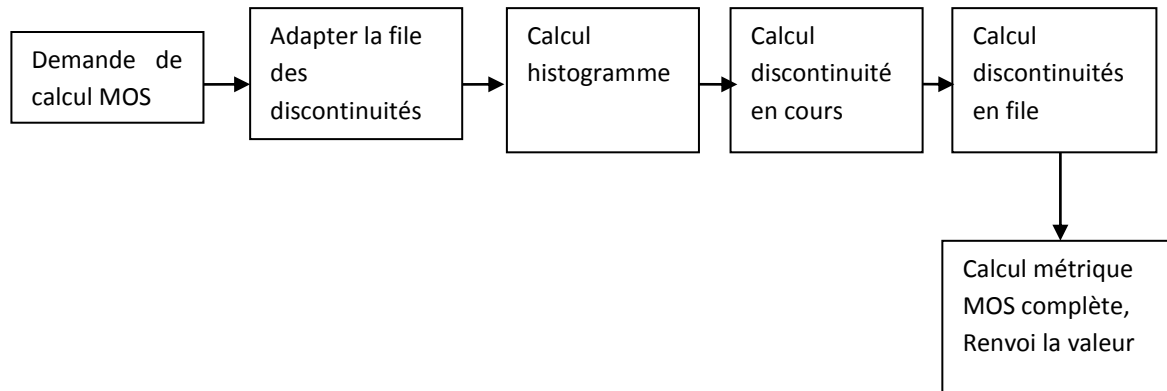 Demande de
calcul MOS
Adapter la file
des
discontinuités
Calcul
histogramme
Calcul
discontinuité
en cours
Calcul
discontinuités
en file
Calcul métrique
MOS complète,
Renvoi la valeur